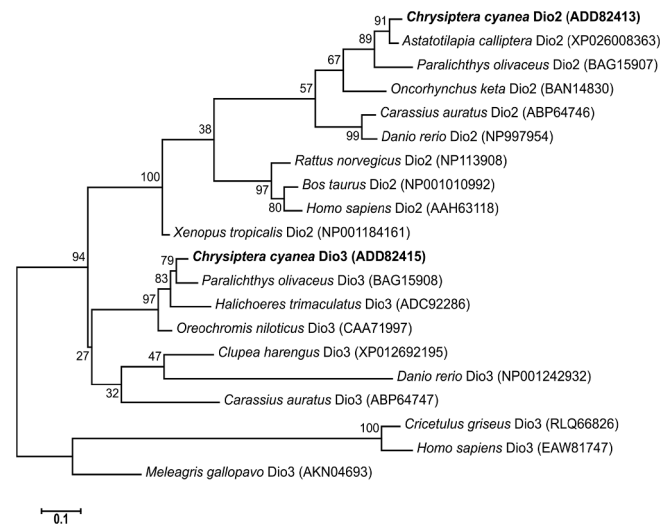 91
Chrysiptera cyanea Dio2 (ADD82413)
89
Astatotilapia calliptera Dio2 (XP026008363)
67
Paralichthys olivaceus Dio2 (BAG15907)
57
Oncorhynchus keta Dio2 (BAN14830)
Carassius auratus Dio2 (ABP64746)
99
Danio rerio Dio2 (NP997954)
38
Rattus norvegicus Dio2 (NP113908)
100
97
Bos taurus Dio2 (NP001010992)
80
Homo sapiens Dio2 (AAH63118)
Xenopus tropicalis Dio2 (NP001184161)
94
79
Chrysiptera cyanea Dio3 (ADD82415)
83
Paralichthys olivaceus Dio3 (BAG15908)
97
Halichoeres trimaculatus Dio3 (ADC92286)
Oreochromis niloticus Dio3 (CAA71997)
27
47
Clupea harengus Dio3 (XP012692195)
Danio rerio Dio3 (NP001242932)
32
Carassius auratus Dio3 (ABP64747)
100
Cricetulus griseus Dio3 (RLQ66826)
Homo sapiens Dio3 (EAW81747)
Meleagris gallopavo Dio3 (AKN04693)
0.1